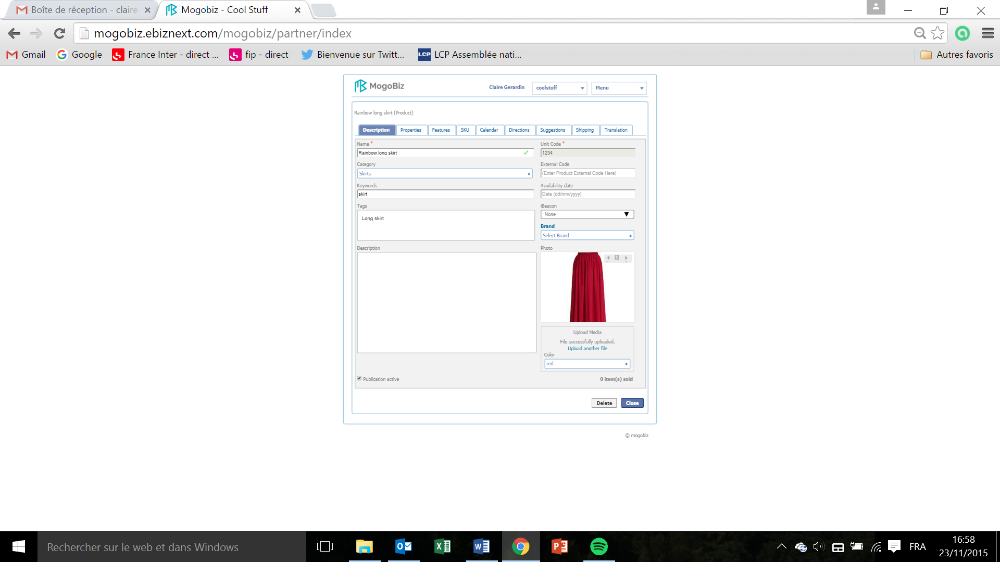 Boîte de réception - claire
Mogobiz - Cool Stuff
mogobiz.ebiznext.com/mogobiz/partner/index
Gmail
Google
France Inter - direct ...
fip - direct
Bienvenue sur Twitt...
LCP
LCP Assemblée nati...
Autres favoris
MogoBiz
Claire Gerardin
coolstuff
Menu
Rainbow long skirt (Product)
Description
Properties
Features
SKU
Calendar
Directions
Suggestions
Shipping
Translation
Name *
Unit Code *
Rainbow long skirt
1234
Category
External Code
Skirts
(Enter Product External Code Here)
Keywords
Availability date
skirt
Date (dd/mm/yyyy)
Tags
iBeacon
Long skirt
None
Brand
Select Brand
Description
Photo
1
Upload Media
File successfully uploaded.
Upload another file
Color
red
Publication active
0 item(s) sold
Delete
Close
© mogobiz
Rechercher sur le web et dans Windows
FRA
16:58
23/11/2015